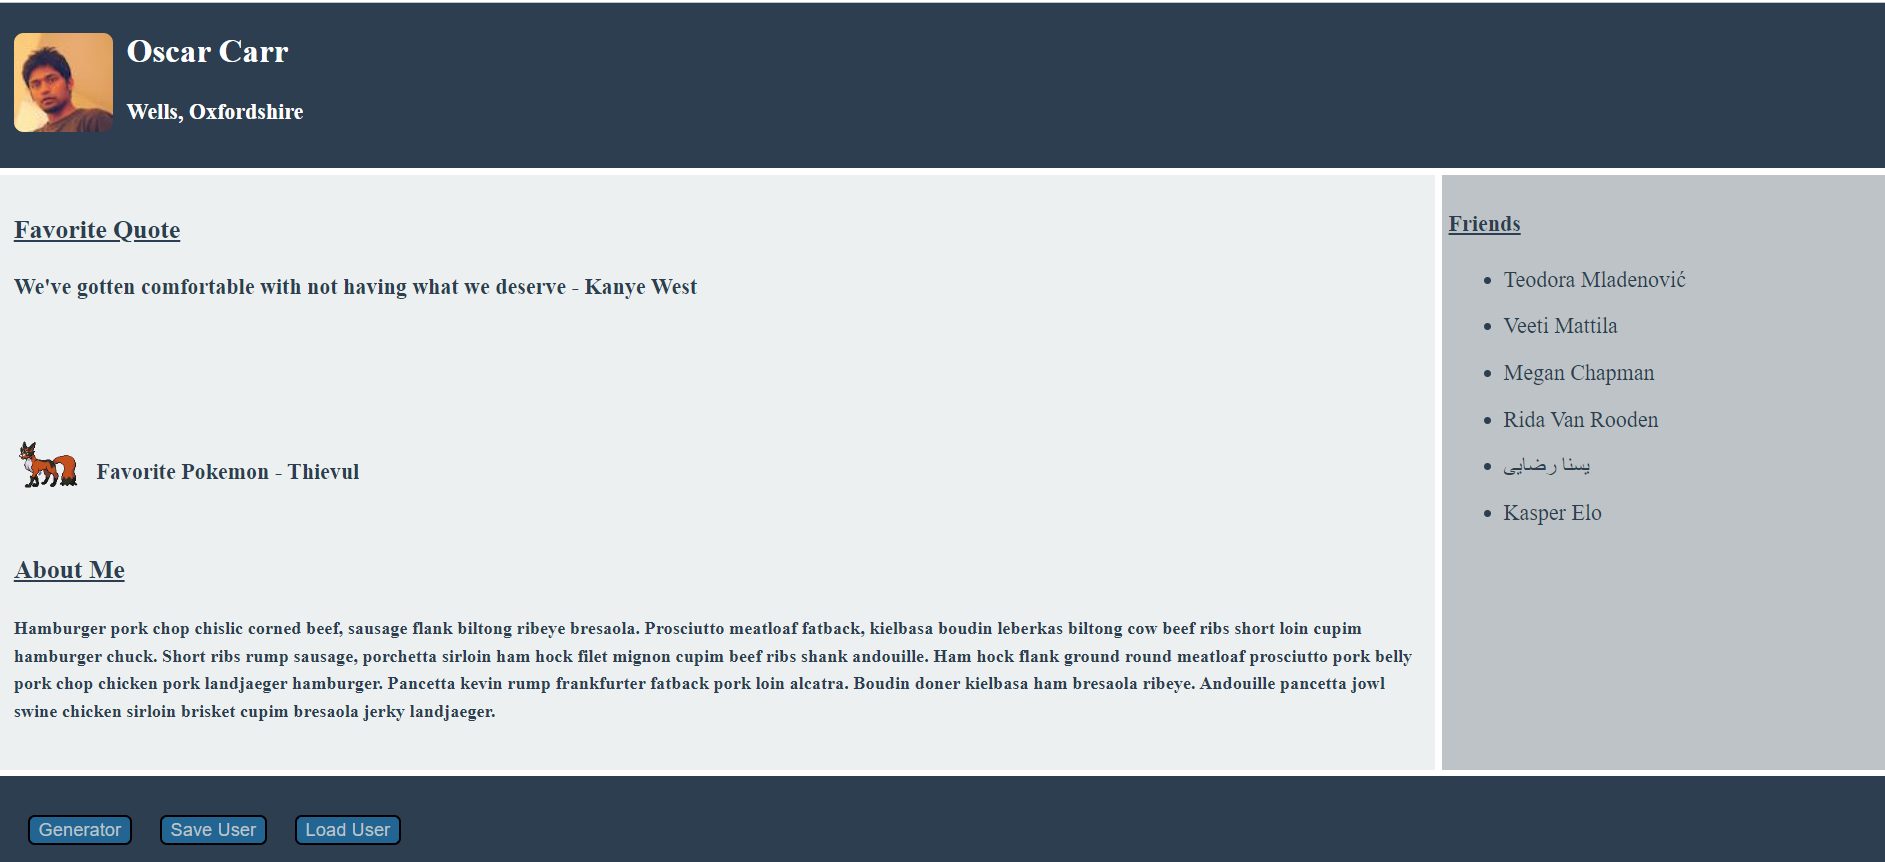 Oscar Carr
Wells, Oxfordshire
Favorite Quote
We've gotten comfortable with not having what we deserve - Kanye West
Favorite Pokemon - Thievul
About Me
Hamburger pork chop chislic corned beef, sausage flank biltong ribeye bresaola. Prosciutto meatloaf fatback, kielbasa boudin leberkas biltong cow beef ribs short loin cupim
hamburger chuck. Short ribs rump sausage, porchetta sirloin ham hock filet mignon cupim beef ribs shank andouille. Ham hock flank ground round meatloaf prosciutto pork belly
pork chop chicken pork landjaeger hamburger. Pancetta kevin rump frankfurter fatback pork loin alcatra. Boudin doner kielbasa ham bresaola ribeye. Andouille pancetta jowl
swine chicken sirloin brisket cupim bresaola jerky landjaeger.
Friends
Teodora Mladenović
Veeti Mattila
Megan Chapman
Rida Van Rooden
یسنا رضایی
Kasper Elo
Generator
Save User
Load User